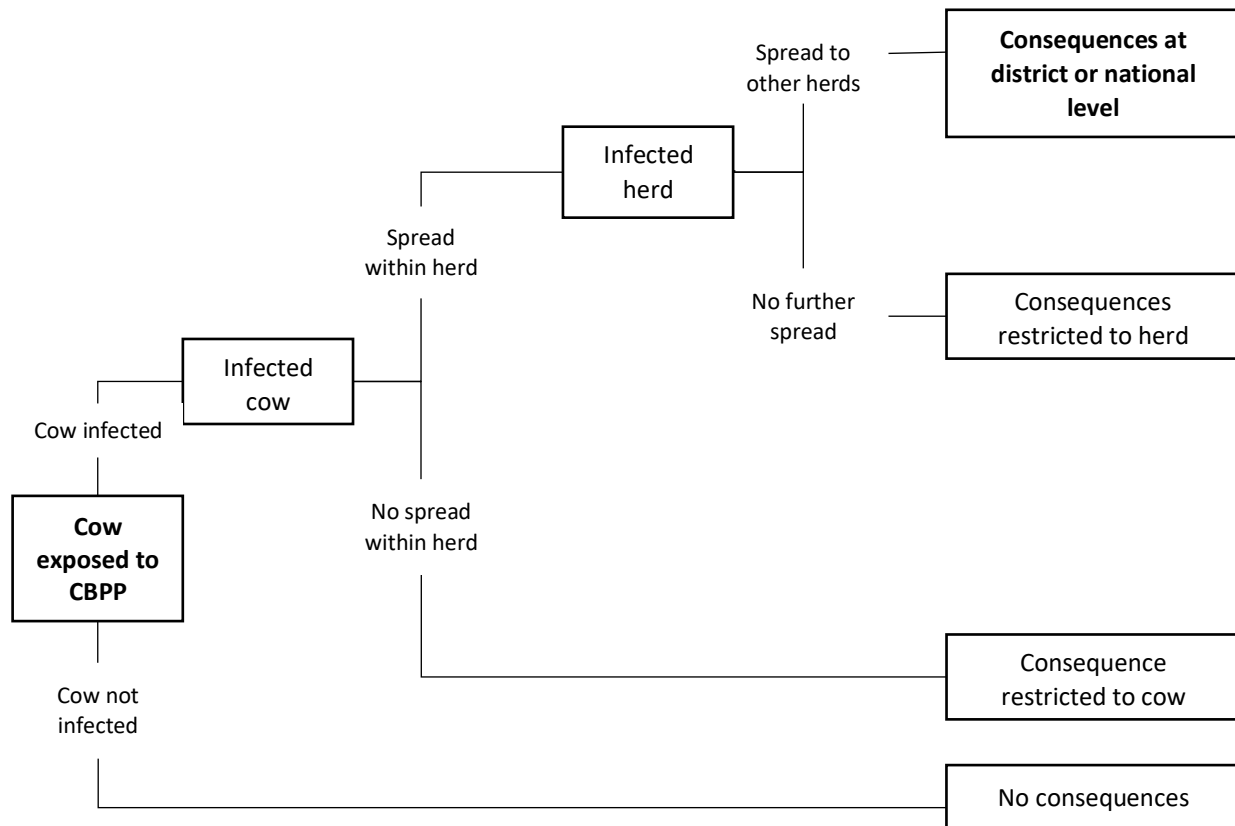 Spread to
other herds
Consequences at
district or national
level
Infected
herd
Spread
within herd
No further
spread
Consequences
restricted to herd
Infected
cow
Cow infected
Cow
exposed to
CBPP
No spread
within herd
Cow not
infected
Consequence
restricted to cow
No consequences